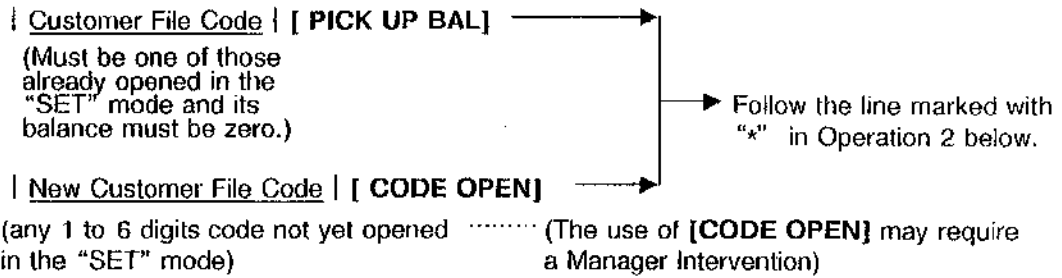 | Customer File Code | [ PICK UP BAL]
(Must be one of those
already opened in the
“SET” mode and its
balance must be zero.)
Follow the line marked with
“*” in Operation 2 below.
| New Customer File Code | [ CODE OPEN]
(any 1 to 6 digits code not yet opened ········· (The use of [CODE OPEN] may require
in the “SET” mode) a Manager Intervention)